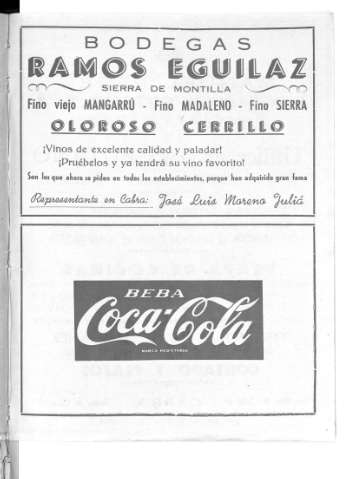 BODEGAS
RAMOS EGUILAZ
SIERRA DE MONTILLA
Fino viejo MANGARRÚ - Fino MADALENO - Fino SIERRA
OLOROSO CERRILLO
¡Vinos de excelente calidad y paladar!
¡Pruébelos y ya tendrá su vino favorito!
Son los que ahora se piden en todos los establecimientos, porque han adquirido gran fama
Representante en Cabra: José Luis Moreno Juliá
BEBA
Coca-Cola
MARCA REGISTRADA